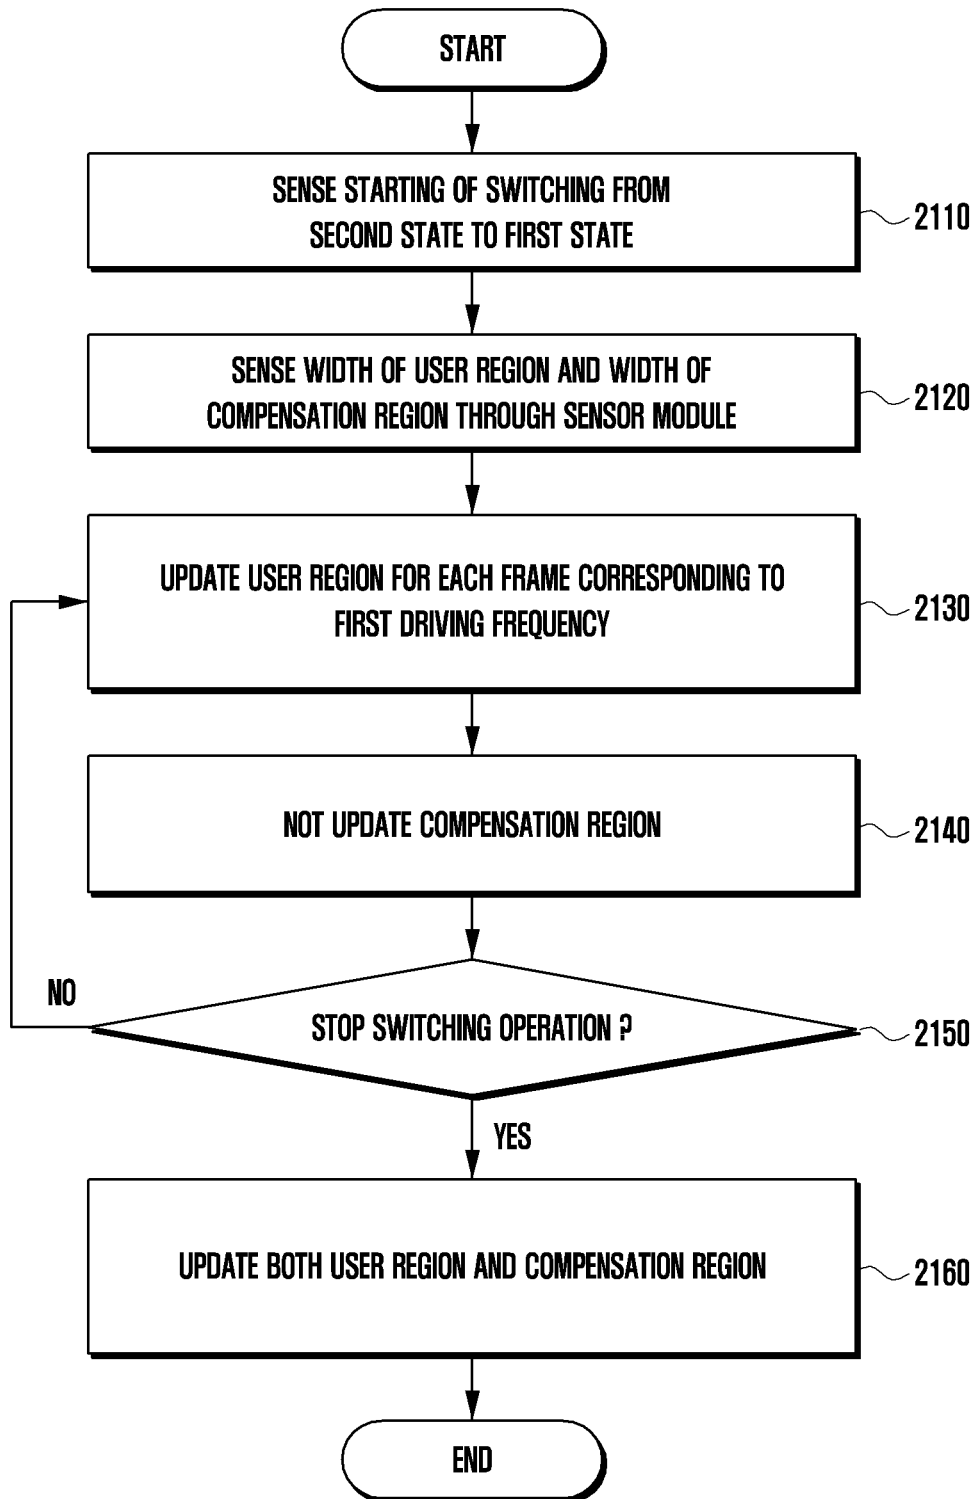 START
SENSE STARTING OF SWITCHING FROM
SECOND STATE TO FIRST STATE
2110
SENSE WIDTH OF USER REGION AND WIDTH OF
COMPENSATION REGION THROUGH SENSOR MODULE
2120
UPDATE USER REGION FOR EACH FRAME CORRESPONDING TO
FIRST DRIVING FREQUENCY
2130
NOT UPDATE COMPENSATION REGION
2140
NO
STOP SWITCHING OPERATION ?
2150
YES
UPDATE BOTH USER REGION AND COMPENSATION REGION
2160
END